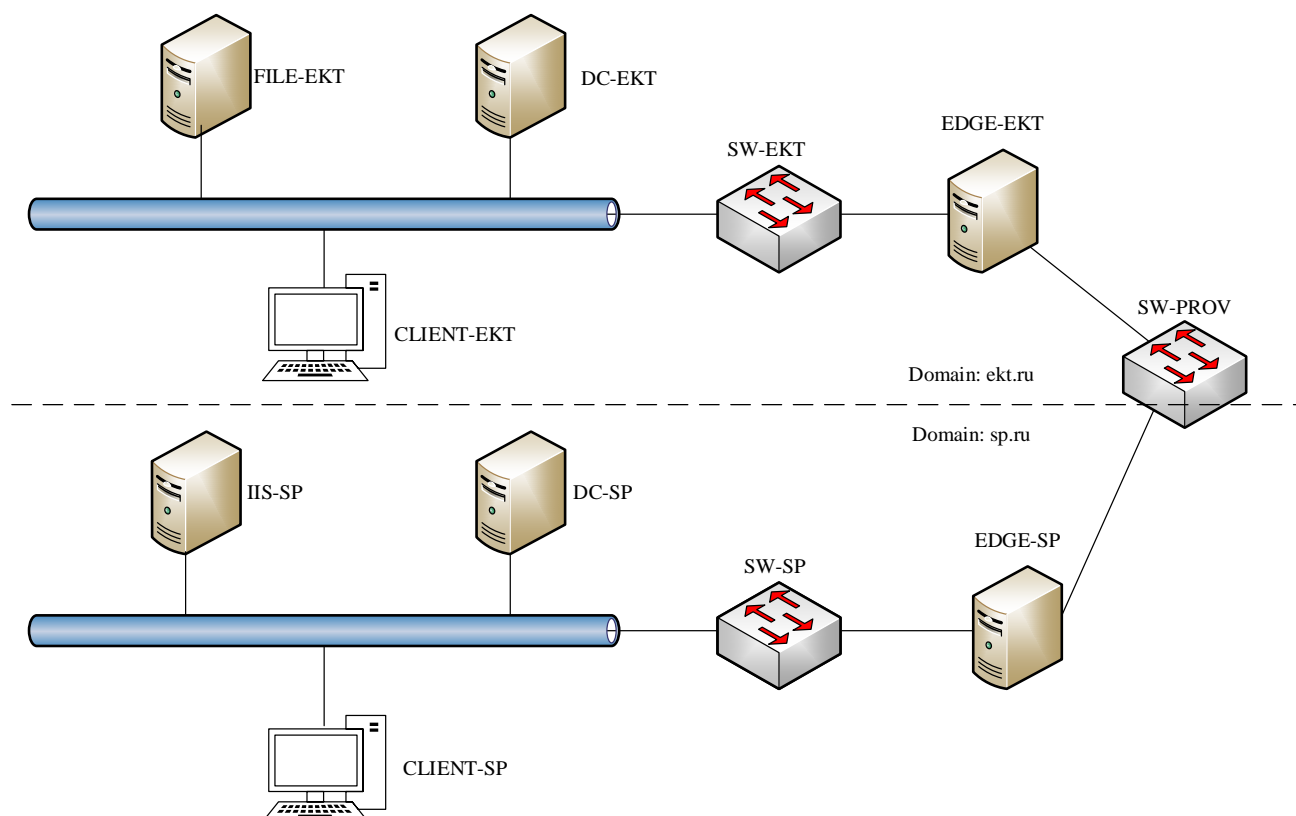 FILE-EKT
DC-EKT
EDGE-EKT
SW-EKT
SW-PROV
CLIENT-EKT
Domain: ekt.ru
Domain: sp.ru
IIS-SP
DC-SP
EDGE-SP
SW-SP
CLIENT-SP